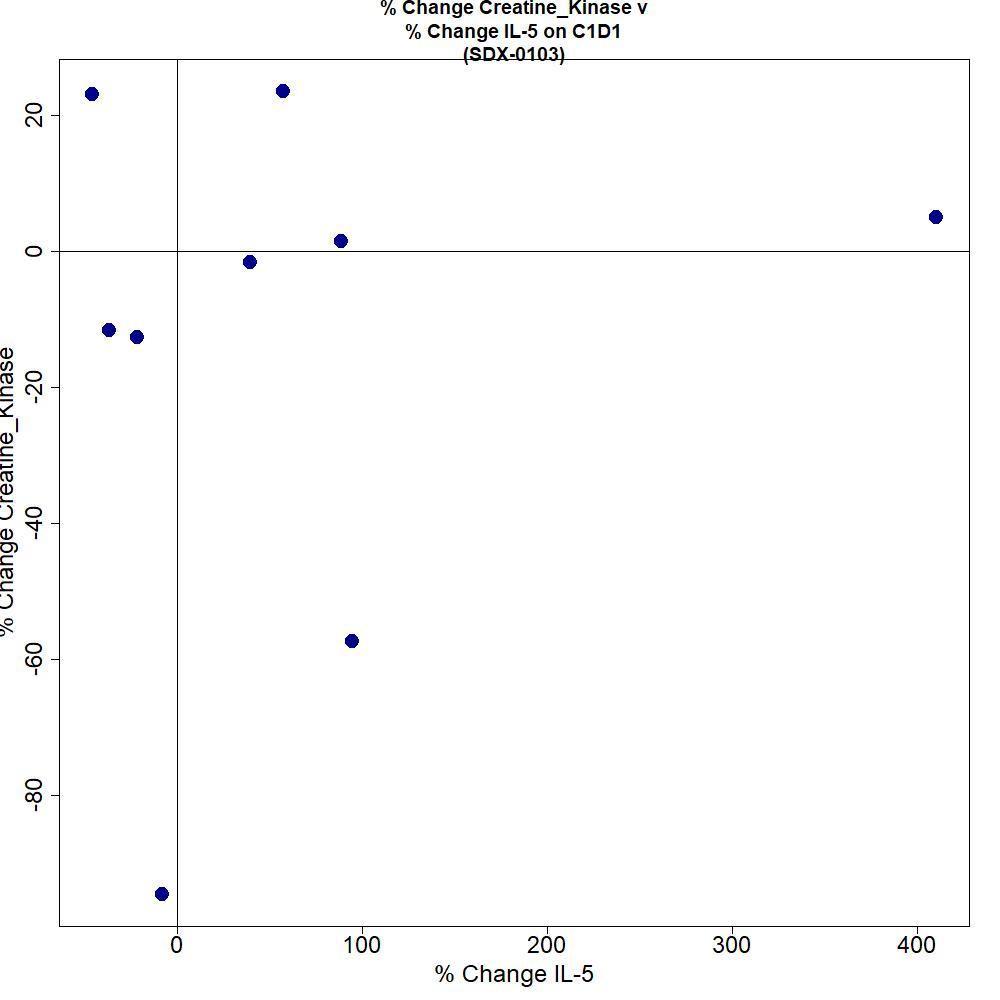 % Change Creatine_Kinase v
% Change IL-5 on C1D1
(SDX-0103)
% Change Creatine_Kinase
20
0
-20
-40
-60
-80
0 100 200 300 400
% Change IL-5